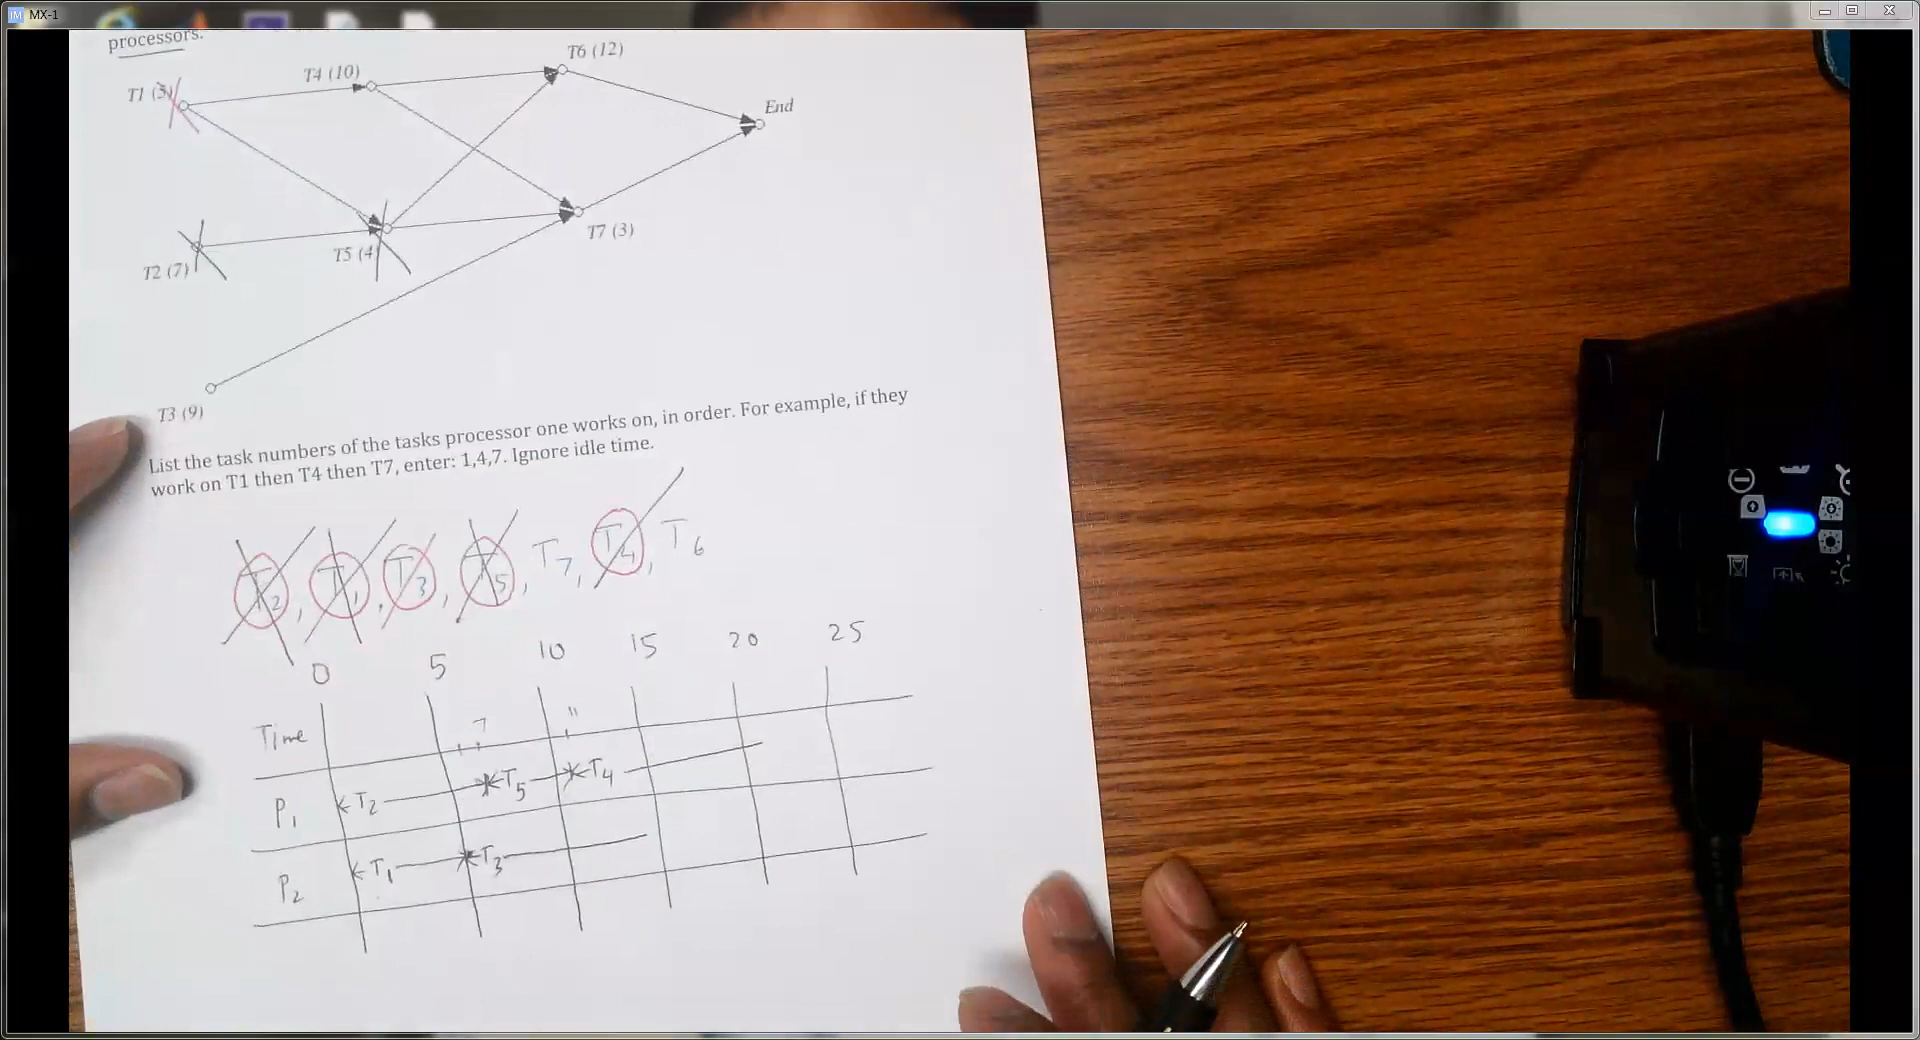 MX-1
processors.
T6 (12)
T4 (10)
T1 (5)
End
T5 (4)
T7 (3)
T2 (7)
T3 (9)
List the task numbers of the tasks processor one works on, in order. For example, if they
work on T1 then T4 then T7, enter: 1,4,7. Ignore idle time.
T2, T1, T3, T5, T7, T4, T6
0 5 10 15 20 25
Time 7 11
P1 T2 T5 T4
P2 T1 T3